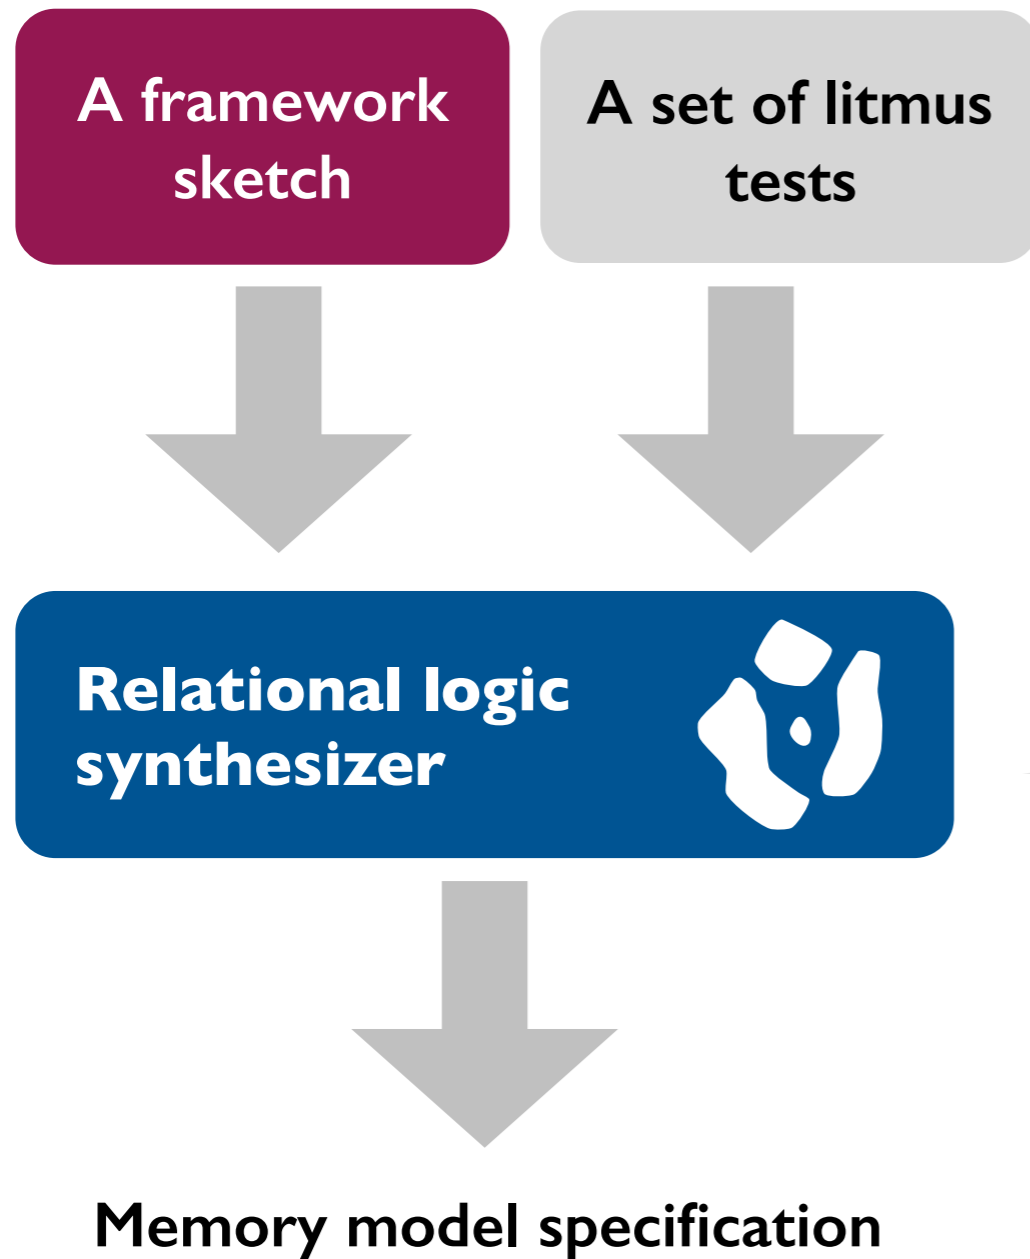 A framework
sketch
A set of litmus
tests
Relational logic
synthesizer
Memory model specification